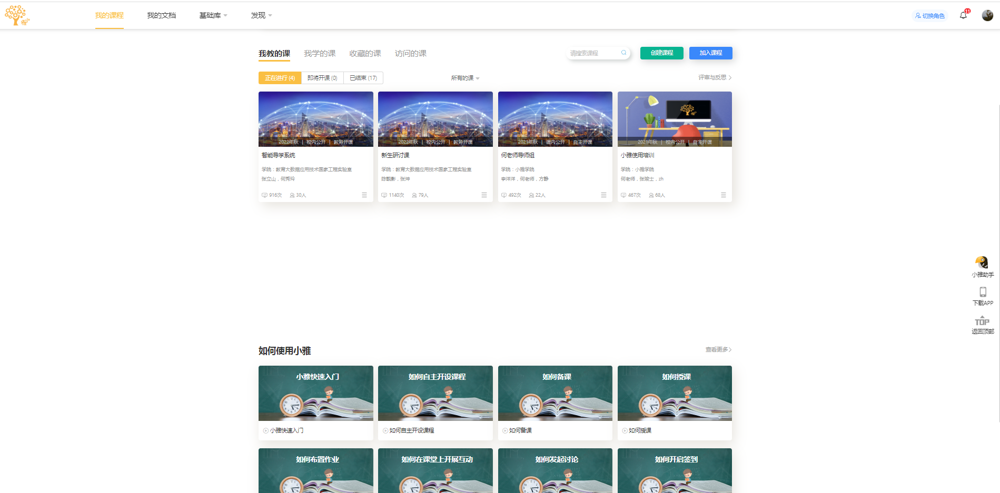 小雅
我的课程 我的文档 基础库 发现
切换角色 11
我教的课 我学的课 收藏的课 访问的课
请搜索课程 创建课程 加入课程
正在进行 (4) 即将开课 (0) 已结束 (17) 所有的课 评审与反思
2022年秋 | 校内公开 | 教务开课
智能导学系统
学院：教育大数据应用技术国家工程实验室
张立山，何秀玲
916次 30人
2022年秋 | 校内公开 | 教务开课
新生研讨课
学院：教育大数据应用技术国家工程实验室
陈靓影，张坤
1140次 79人
2021年秋 | 课内公开 | 自主开课
何老师导师组
学院：小雅学院
李洋洋，何老师，方静
492次 22人
2021年秋 | 校内公开 | 自主开课
小雅使用培训
学院：小雅学院
何老师，张竣士，zh
467次 68人
小雅助手
下载APP
TOP
返回顶部
如何使用小雅 查看更多
小雅快速入门 如何自主开设课程 如何备课 如何授课
小雅快速入门 如何自主开设课程 如何备课 如何授课
如何布置作业 如何在课堂上开展互动 如何发起讨论 如何开启签到